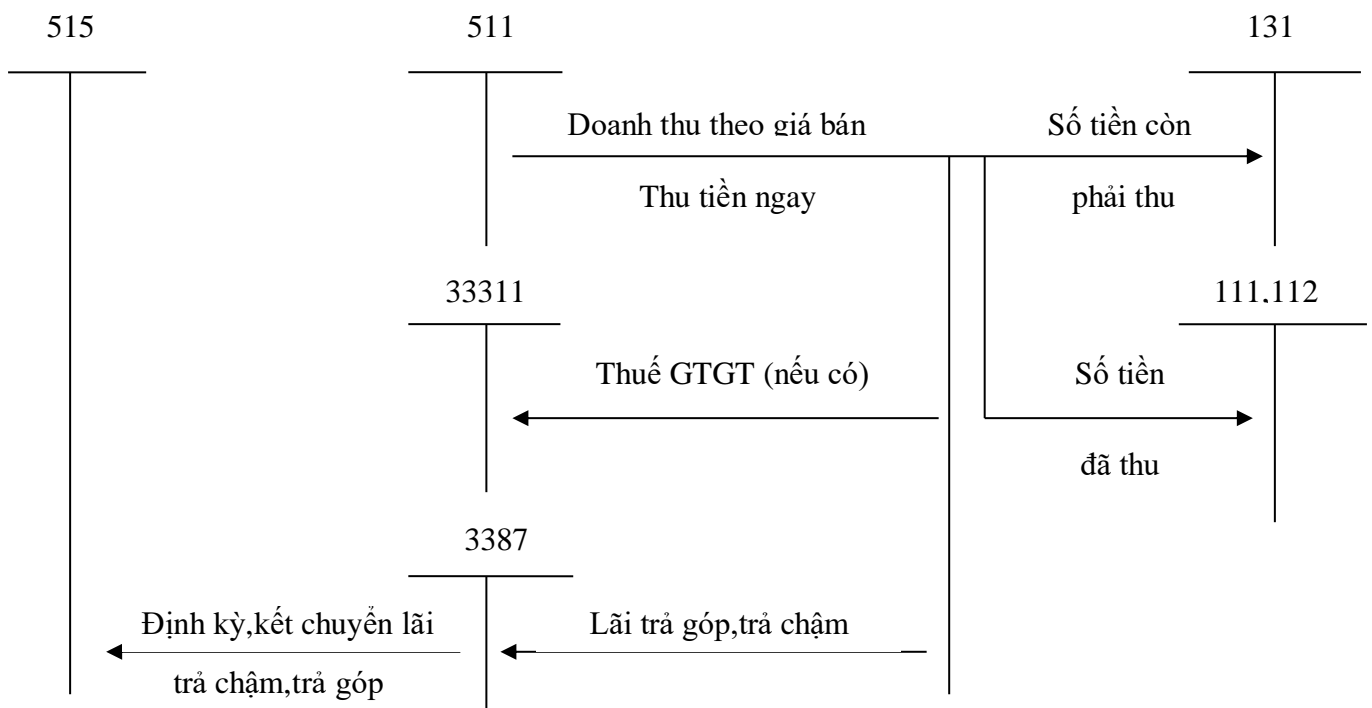 515
511
131
Doanh thu theo giá bán
Số tiền còn
Thu tiền ngay
phải thu
33311
111,112
Thuế GTGT (nếu có)
Số tiền
đã thu
3387
Định kỳ,kết chuyển lãi
Lãi trả góp,trả chậm
trả chậm,trả góp